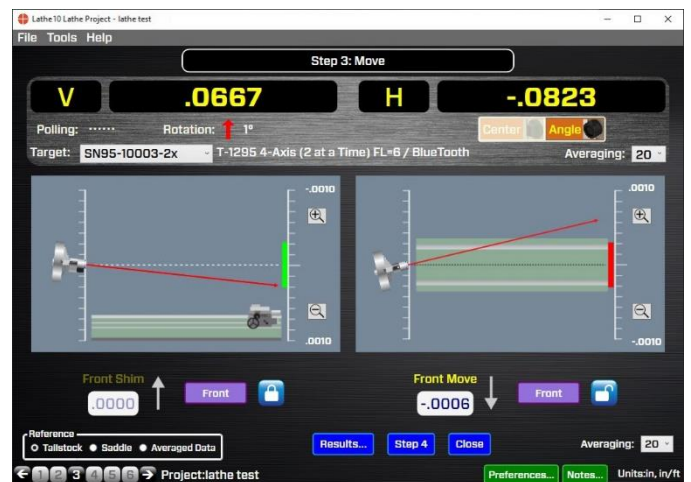 Lathe10 Lathe Project - lathe test
File Tools Help
Step 3: Move
V .0667 H -.0823
Polling: ...... Rotation: 1° Center Angle
Target: SN95-10003-2x T-1295 4-Axis (2 at a Time) FL=6 / BlueTooth Averaging: 20
-.0010 .0010
.0010 -.0010
Front Shim Front Move
.0000 Front -.0006 Front
Reference
Tailstock Saddle Averaged Data Results... Step 4 Close Averaging: 20
1 2 3 4 5 6 Project:lathe test Preferences... Notes... Units:in, in/ft